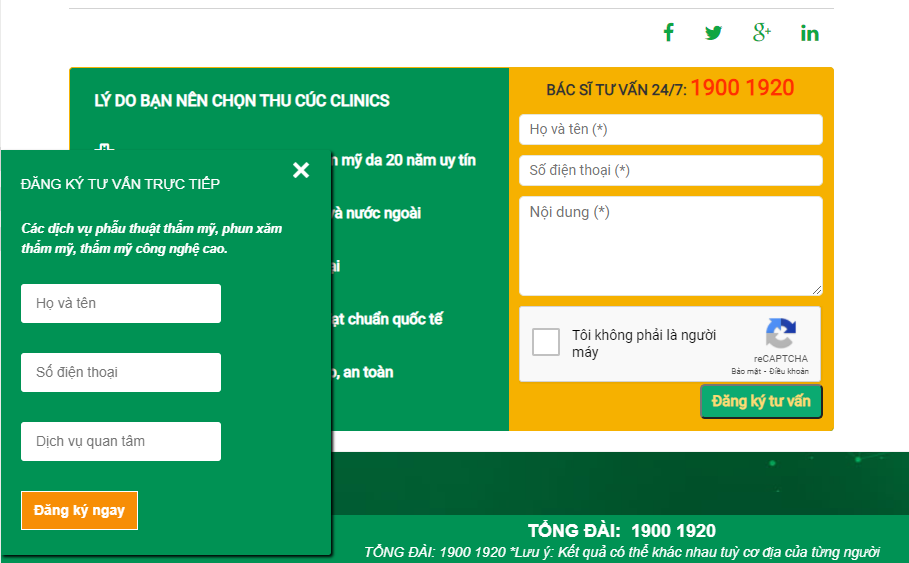 LÝ DO BẠN NÊN CHỌN THU CÚC CLINICS
mỹ da 20 năm uy tín
và nước ngoài
đạt chuẩn quốc tế
, an toàn
BÁC SĨ TƯ VẤN 24/7: 1900 1920
Họ và tên (*)
Số điện thoại (*)
Nội dung (*)
Tôi không phải là người
máy
reCAPTCHA
Bảo mật - Điều khoản
Đăng ký tư vấn
ĐĂNG KÝ TƯ VẤN TRỰC TIẾP
Các dịch vụ phẫu thuật thẩm mỹ, phun xăm
thẩm mỹ, thẩm mỹ công nghệ cao.
Họ và tên
Số điện thoại
Dịch vụ quan tâm
Đăng ký ngay
TỔNG ĐÀI: 1900 1920
TỔNG ĐÀI: 1900 1920 *Lưu ý: Kết quả có thể khác nhau tuỳ cơ địa của từng người